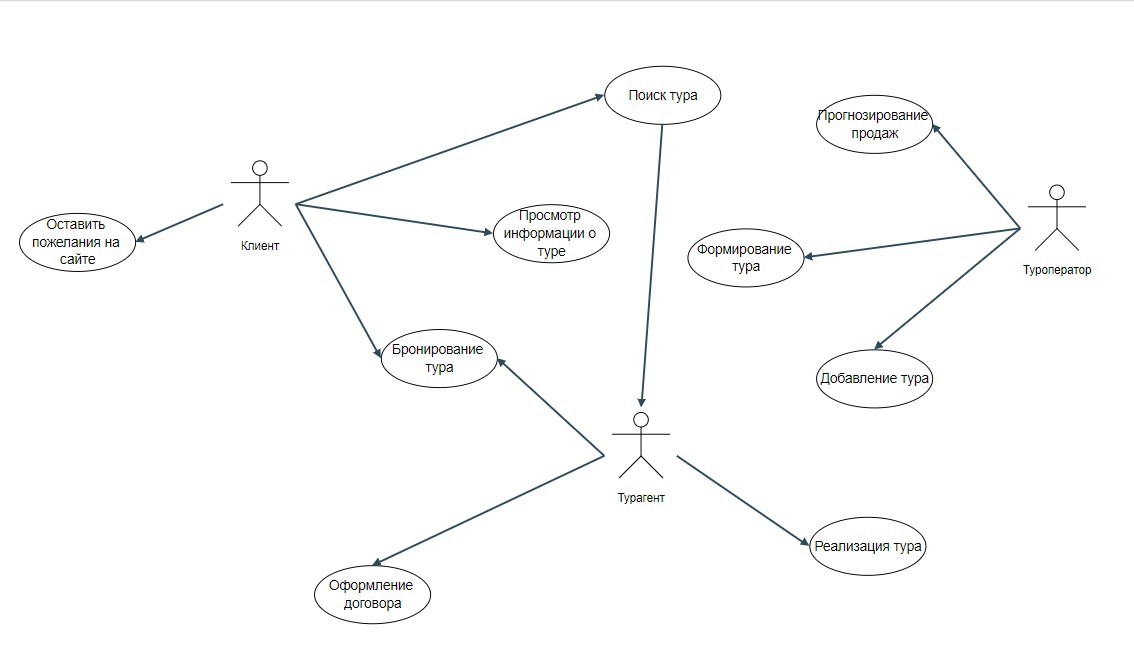 Поиск тура
Прогнозирование
продаж
Клиент
Оставить
пожелания на
сайте
Просмотр
информации о
туре
Формирование
тура
Туроператор
Бронирование
тура
Добавление тура
Турагент
Реализация тура
Оформление
договора